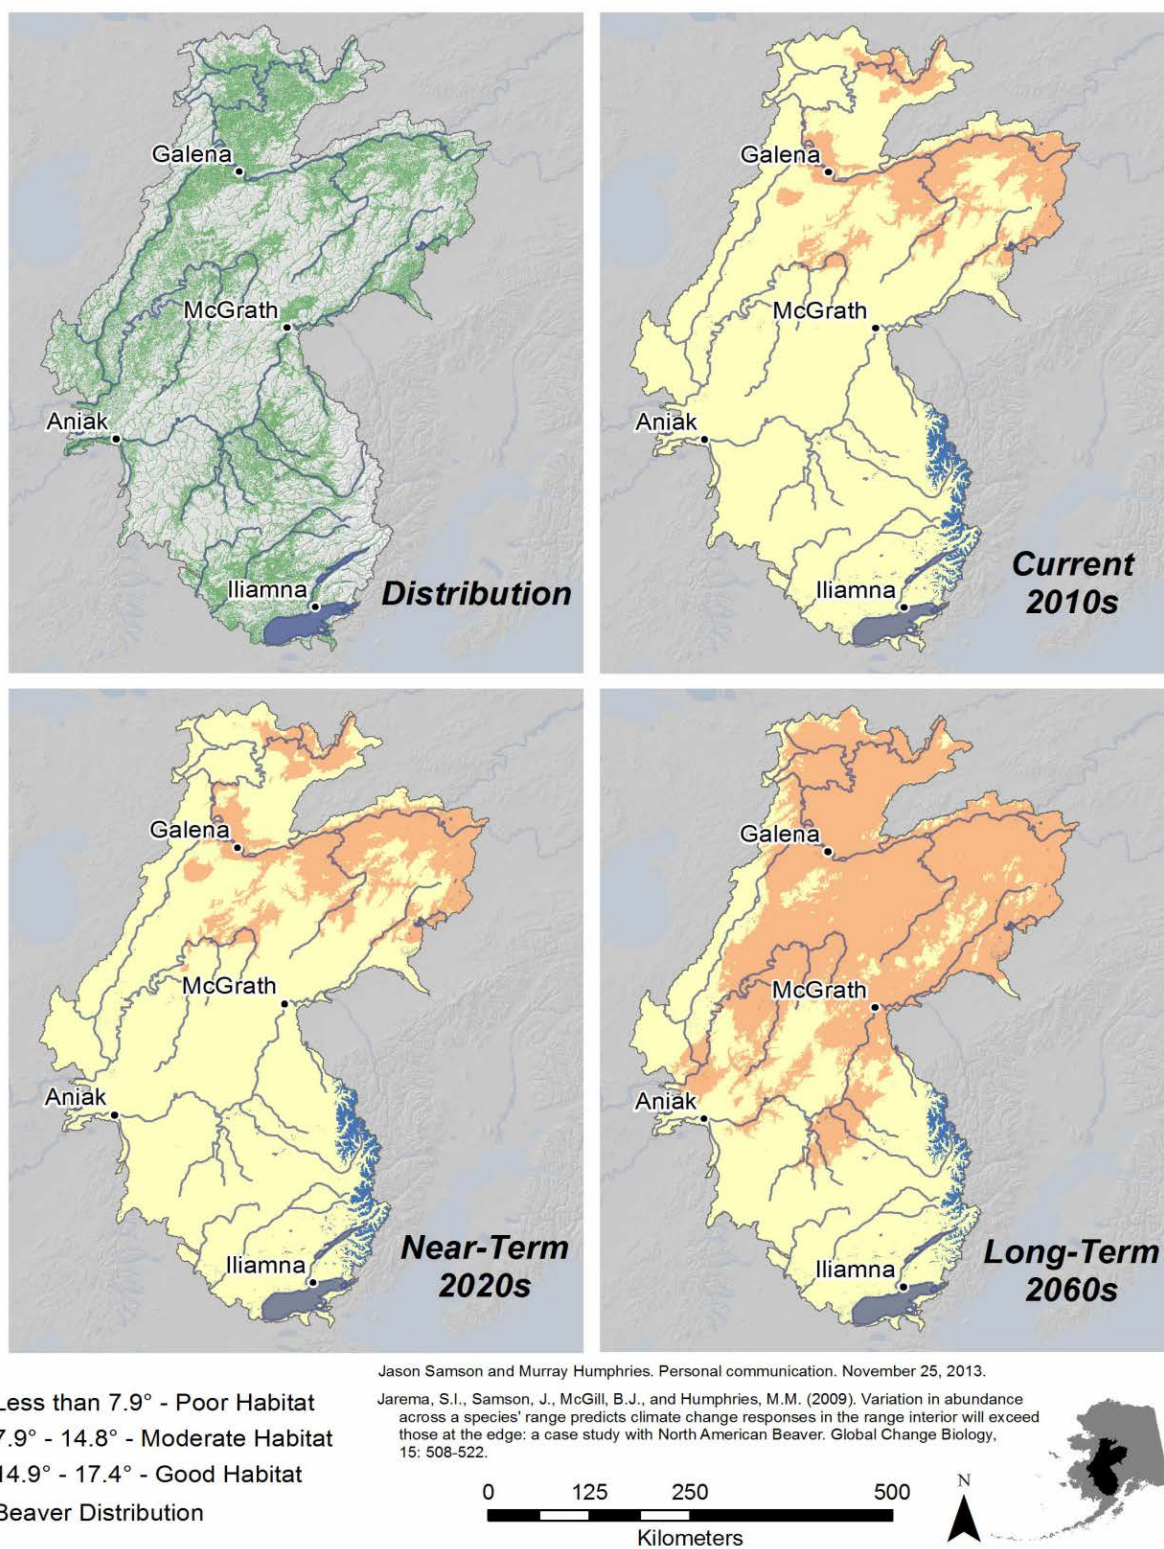 Galena
McGrath
Aniak
Iliamna
Distribution
Galena
McGrath
Aniak
Iliamna
Current
2010s
Galena
McGrath
Aniak
Iliamna
Near-Term
2020s
Galena
McGrath
Aniak
Iliamna
Long-Term
2060s
Less than 7.9° - Poor Habitat
7.9° - 14.8° - Moderate Habitat
14.9° - 17.4° - Good Habitat
Beaver Distribution
Jason Samson and Murray Humphries. Personal communication. November 25, 2013.
Jarema, S.I., Samson, J., McGill, B.J., and Humphries, M.M. (2009). Variation in abundance
across a species' range predicts climate change responses in the range interior will exceed
those at the edge: a case study with North American Beaver. Global Change Biology,
15: 508-522.
0 125 250 500
Kilometers
N